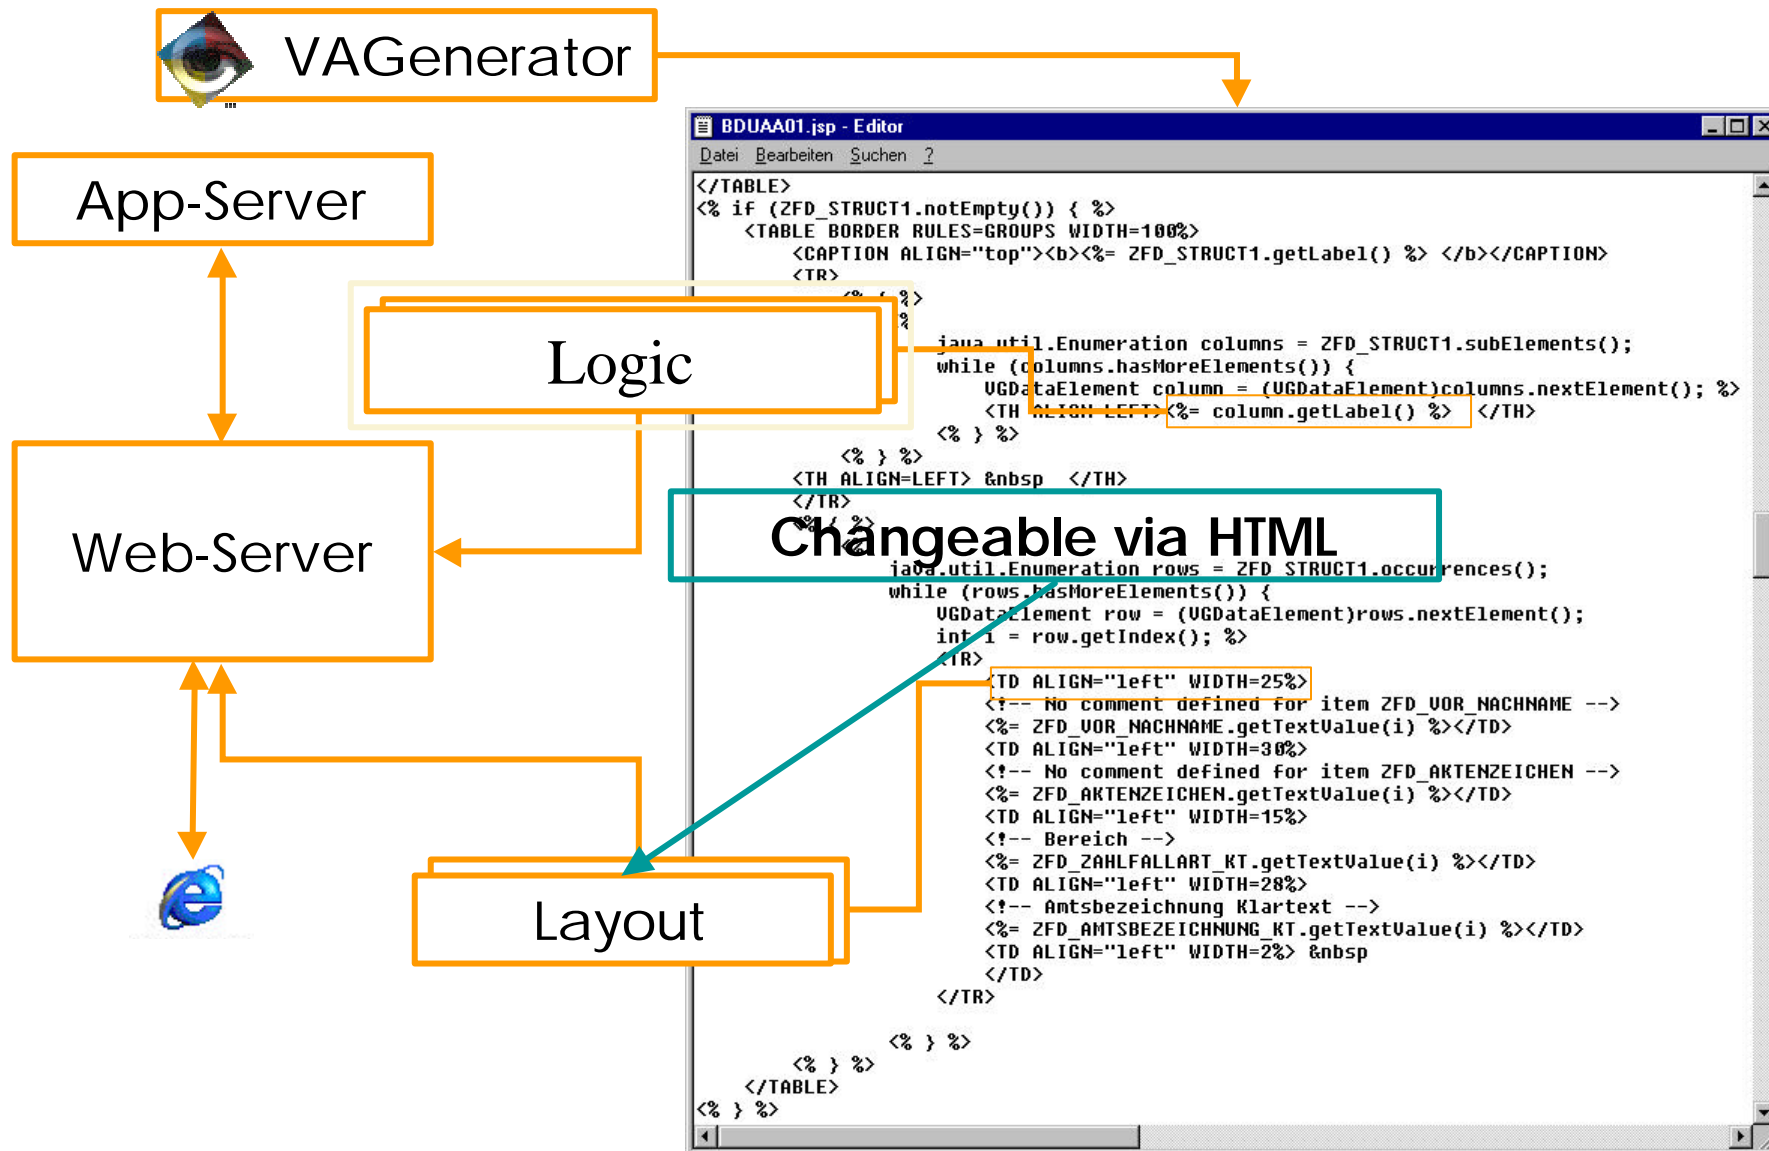 VAGenerator
App-Server
Logic
Web-Server
Layout
Changeable via HTML
BDUAA01.jsp - Editor
Datei Bearbeiten Suchen ?
</TABLE>
<% if (ZFD_STRUCT1.notEmpty()) { %>
<TABLE BORDER RULES=GROUPS WIDTH=100%>
<CAPTION ALIGN="top"><b><%= ZFD_STRUCT1.getLabel() %> </b></CAPTION>
<TR>
<% { %>
java.util.Enumeration columns = ZFD_STRUCT1.subElements();
while (columns.hasMoreElements()) {
VGDataElement column = (VGDataElement)columns.nextElement(); %>
<TH ALIGN=LEFT><%= column.getLabel() %> </TH>
<% } %>
<% } %>
<TH ALIGN=LEFT> &nbsp </TH>
</TR>
<% { %>
<%
java.util.Enumeration rows = ZFD_STRUCT1.occurrences();
while (rows.hasMoreElements()) {
VGDataElement row = (VGDataElement)rows.nextElement();
int i = row.getIndex(); %>
<TR>
<TD ALIGN="left" WIDTH=25%>
<!-- No comment defined for item ZFD_VOR_NACHNAME -->
<%= ZFD_VOR_NACHNAME.getTextValue(i) %></TD>
<TD ALIGN="left" WIDTH=30%>
<!-- No comment defined for item ZFD_AKTENZEICHEN -->
<%= ZFD_AKTENZEICHEN.getTextValue(i) %></TD>
<TD ALIGN="left" WIDTH=15%>
<!-- Bereich -->
<%= ZFD_ZAHLFALLART_KT.getTextValue(i) %></TD>
<TD ALIGN="left" WIDTH=28%>
<!-- Amtsbezeichnung Klartext -->
<%= ZFD_AMTSBEZEICHNUNG_KT.getTextValue(i) %></TD>
<TD ALIGN="left" WIDTH=2%> &nbsp
</TD>
</TR>
<% } %>
<% } %>
</TABLE>
<% } %>